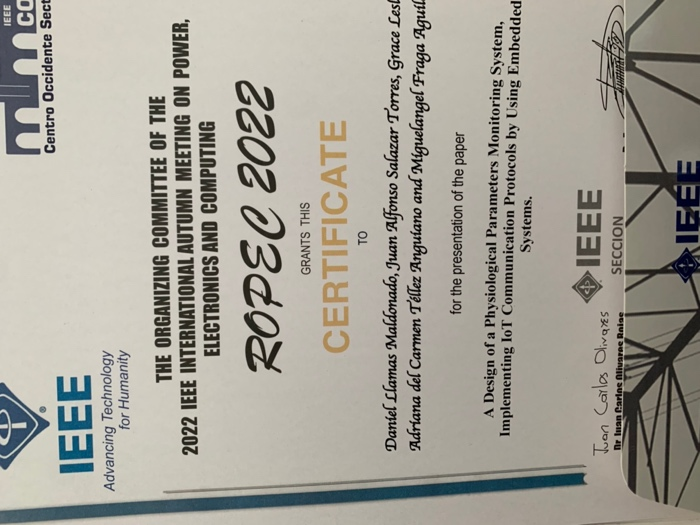 IEEE
Advancing Technology
for Humanity
IEEE
CO
Centro Occidente Sect
THE ORGANIZING COMMITTEE OF THE
2022 IEEE INTERNATIONAL AUTUMN MEETING ON POWER,
ELECTRONICS AND COMPUTING
ROPEC 2022
GRANTS THIS
CERTIFICATE
TO
Daniel Llamas Maldonado, Juan Alfonso Salazar Torres, Grace Lesl
Adriana del Carmen Téllez Anguiano and Miguelangel Fraga Aguil
for the presentation of the paper
A Design of a Physiological Parameters Monitoring System,
Implementing IoT Communication Protocols by Using Embedded
Systems.
Juan Carlos Olivares
Dr Juan Carlos Olivares Rojas
IEEE
SECCION
IEEE